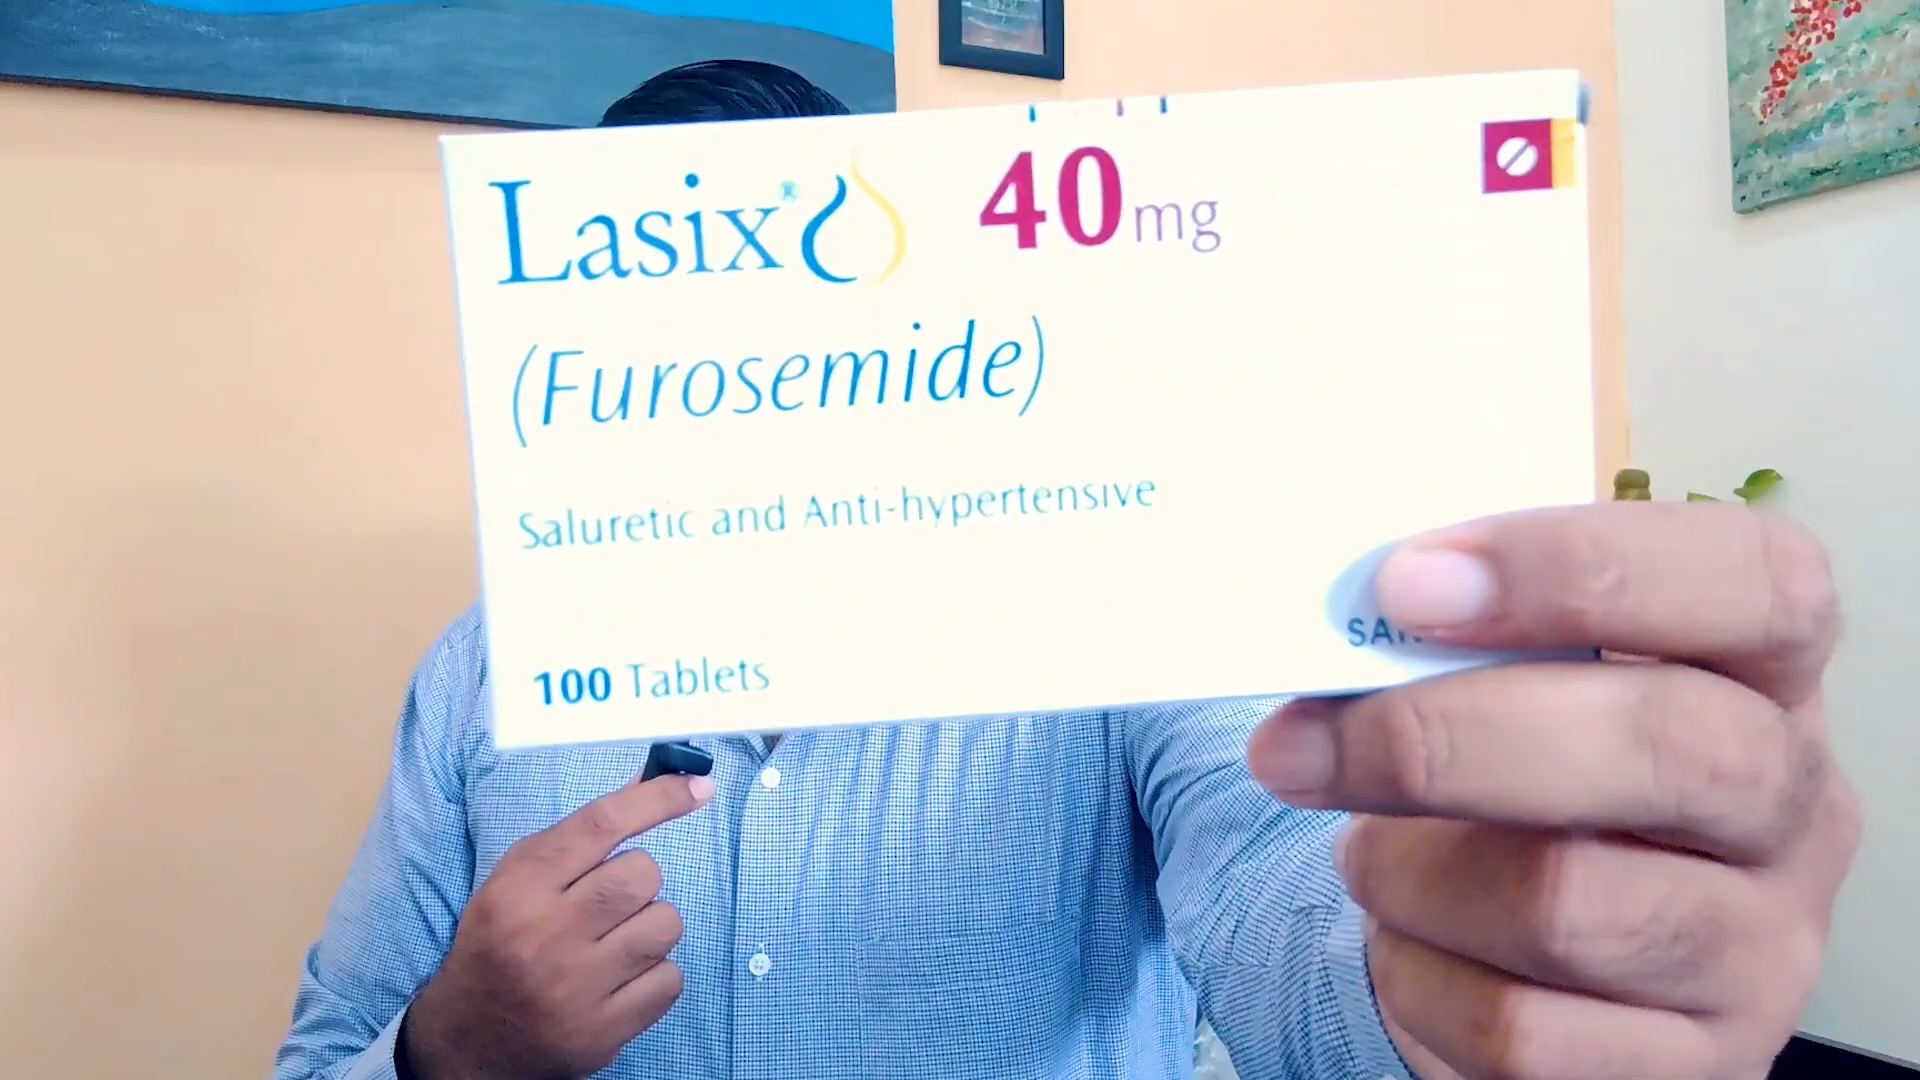 Lasix® 40mg
(Furosemide)
Saluretic and Anti-hypertensive
100 Tablets